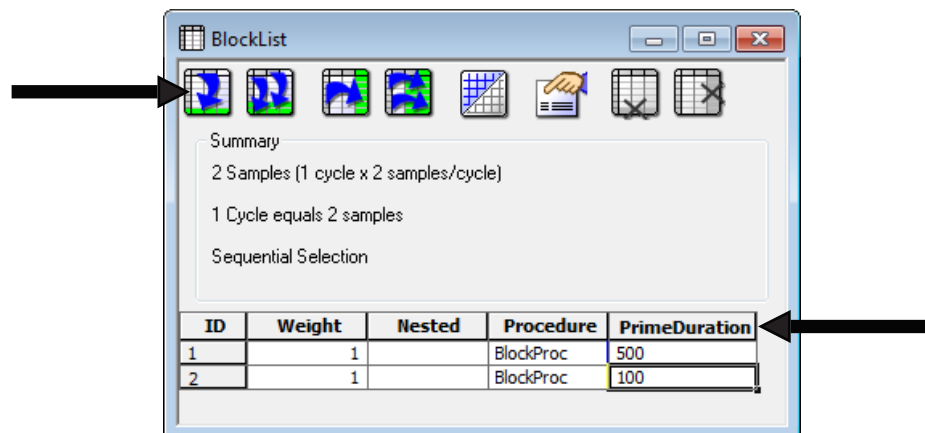 BlockList
Summary
2 Samples (1 cycle x 2 samples/cycle)
1 Cycle equals 2 samples
Sequential Selection
ID Weight Nested Procedure PrimeDuration
1 1 BlockProc 500
2 1 BlockProc 100